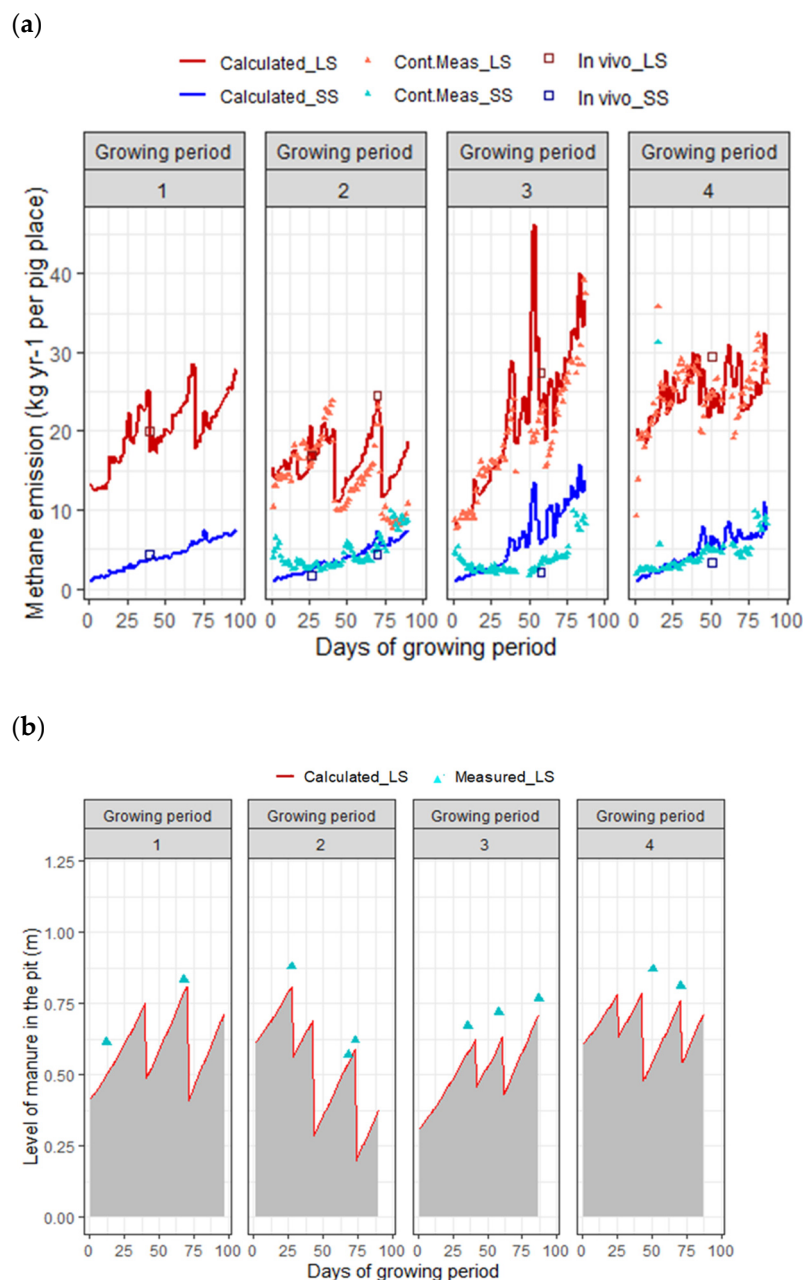 (a)
Calculated_LS Cont.Meas_LS In vivo_LS
Calculated_SS Cont.Meas_SS In vivo_SS
Growing period Growing period Growing period Growing period
1 2 3 4
Methane emission (kg yr-1 per pig place)
40
30
20
10
0
0 25 50 75 100 0 25 50 75 100 0 25 50 75 100 0 25 50 75 100
Days of growing period
(b)
Calculated_LS Measured_LS
Growing period Growing period Growing period Growing period
1 2 3 4
Level of manure in the pit (m)
1.25
1.00
0.75
0.50
0.25
0.00
0 25 50 75 100 0 25 50 75 100 0 25 50 75 100 0 25 50 75 100
Days of growing period